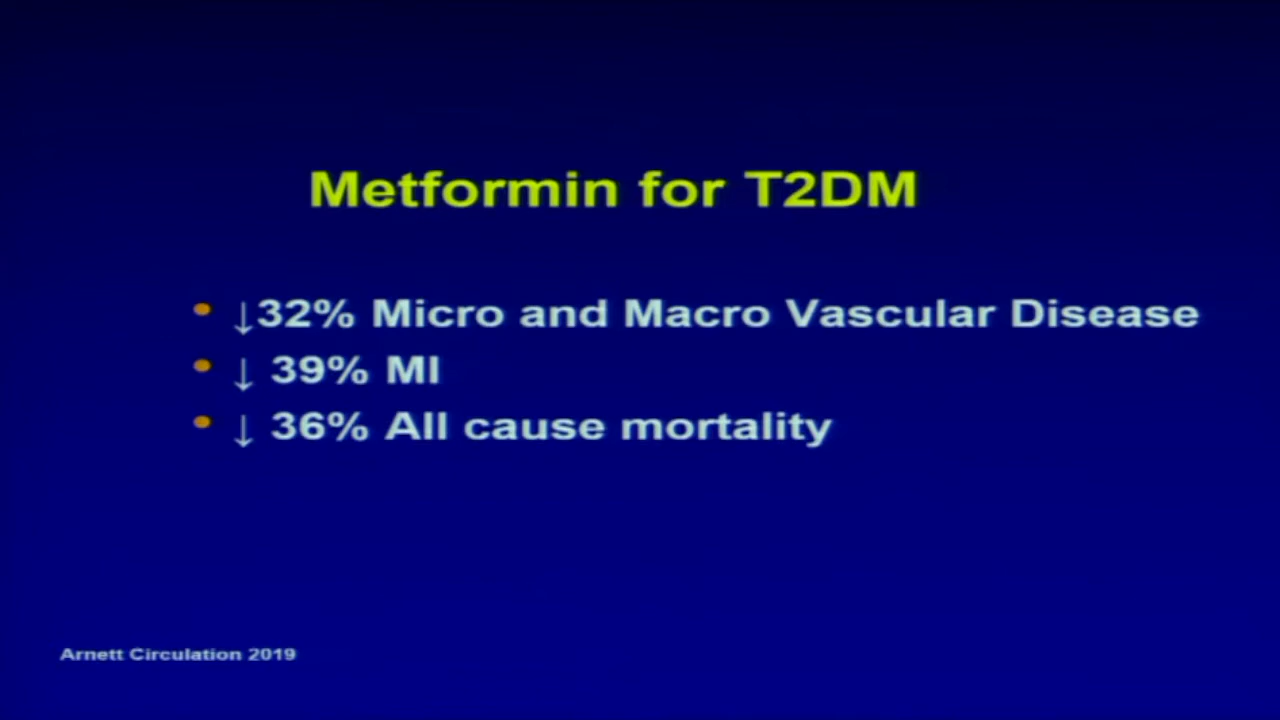 Metformin for T2DM
• ↓32% Micro and Macro Vascular Disease
• ↓ 39% MI
• ↓ 36% All cause mortality
Arnett Circulation 2019